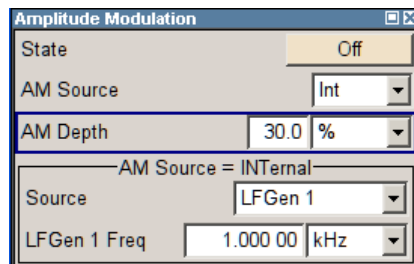 Amplitude Modulation
State Off
AM Source Int
AM Depth 30.0 %
AM Source = INTernal
Source LFGen 1
LFGen 1 Freq 1.000 00 kHz